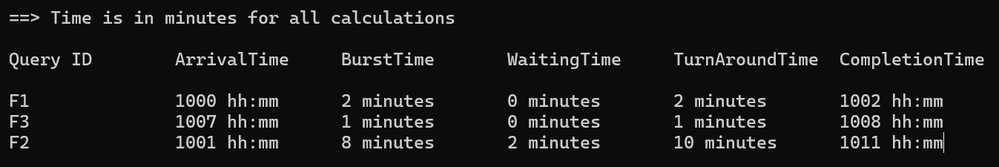 ==> Time is in minutes for all calculations
Query ID ArrivalTime BurstTime WaitingTime TurnAroundTime CompletionTime
F1 1000 hh:mm 2 minutes 0 minutes 2 minutes 1002 hh:mm
F3 1007 hh:mm 1 minutes 0 minutes 1 minutes 1008 hh:mm
F2 1001 hh:mm 8 minutes 2 minutes 10 minutes 1011 hh:mm